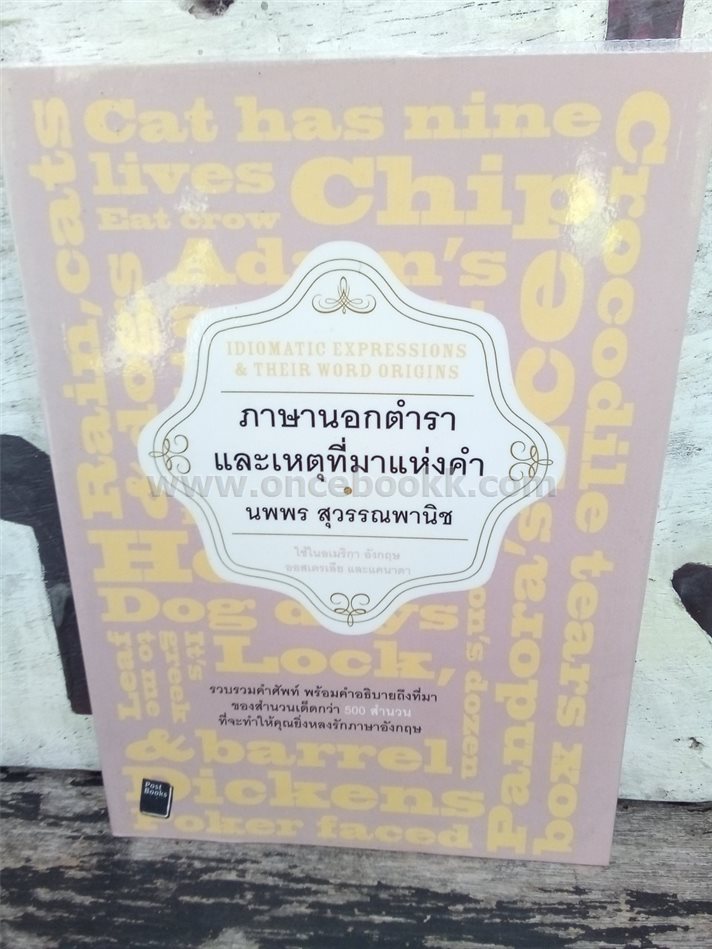 Cat has nine
lives
Chip
Eat crow
Adam's
Rain, cats
& dogs
Crocodile tears
ice
IDIOMATIC EXPRESSIONS
& THEIR WORD ORIGINS
ภาษานอกตำรา
และเหตุที่มาแห่งคำ
www.oncebookk.com
นพพร สุวรรณพานิช
ใช้ในอเมริกา อังกฤษ
ออสเตรเลีย และแคนาดา
Dog days
Leaf
It's
greek
to me
Lock,
on's dozen
Pandora's box
รวบรวมคำศัพท์ พร้อมคำอธิบายถึงที่มา
ของสำนวนเด็ดกว่า 500 สำนวน
ที่จะทำให้คุณยิ่งหลงรักภาษาอังกฤษ
& barrel
Dickens
Poker faced
Post
Books